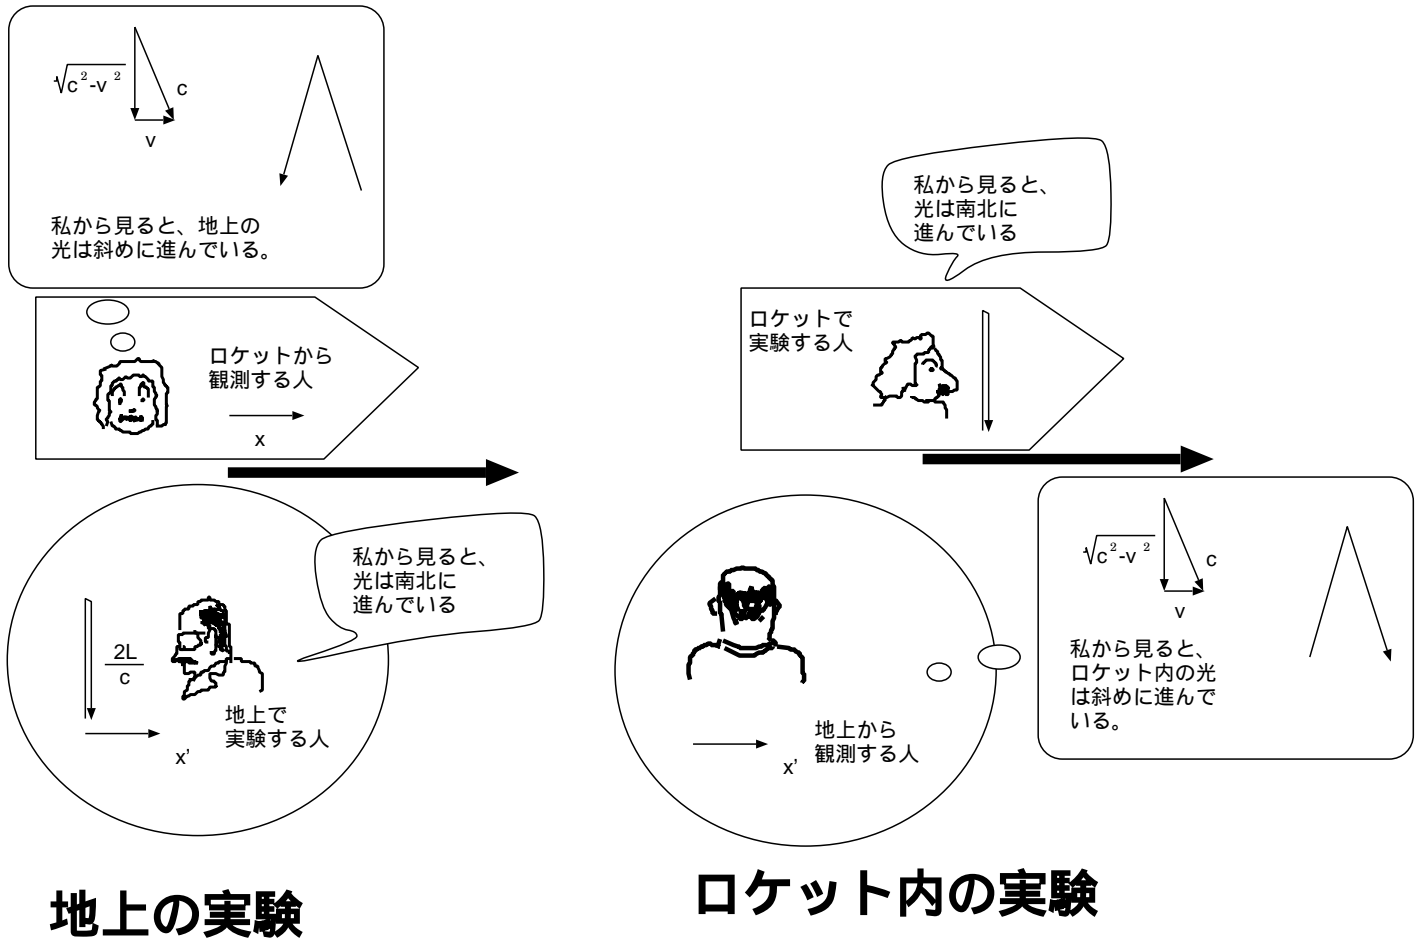 √c²-v²
c
v
私から見ると、地上の
光は斜めに進んでいる。
ロケットから
観測する人
x
私から見ると、
光は南北に
進んでいる
2L
c
地上で
実験する人
x’
地上の実験
私から見ると、
光は南北に
進んでいる
ロケットで
実験する人
√c²-v²
c
v
私から見ると、
ロケット内の光
は斜めに進んで
いる。
地上から
観測する人
x’
ロケット内の実験